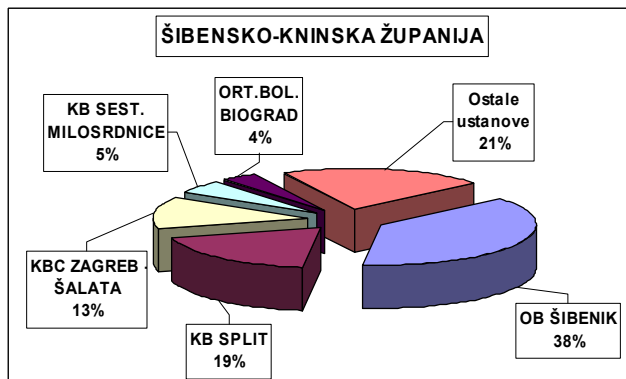 ŠIBENSKO-KNINSKA ŽUPANIJA
KB SEST.
MILOSRDNICE
5%
ORT.BOL.
BIOGRAD
4%
Ostale
ustanove
21%
KBC ZAGREB -
ŠALATA
13%
KB SPLIT
19%
OB ŠIBENIK
38%